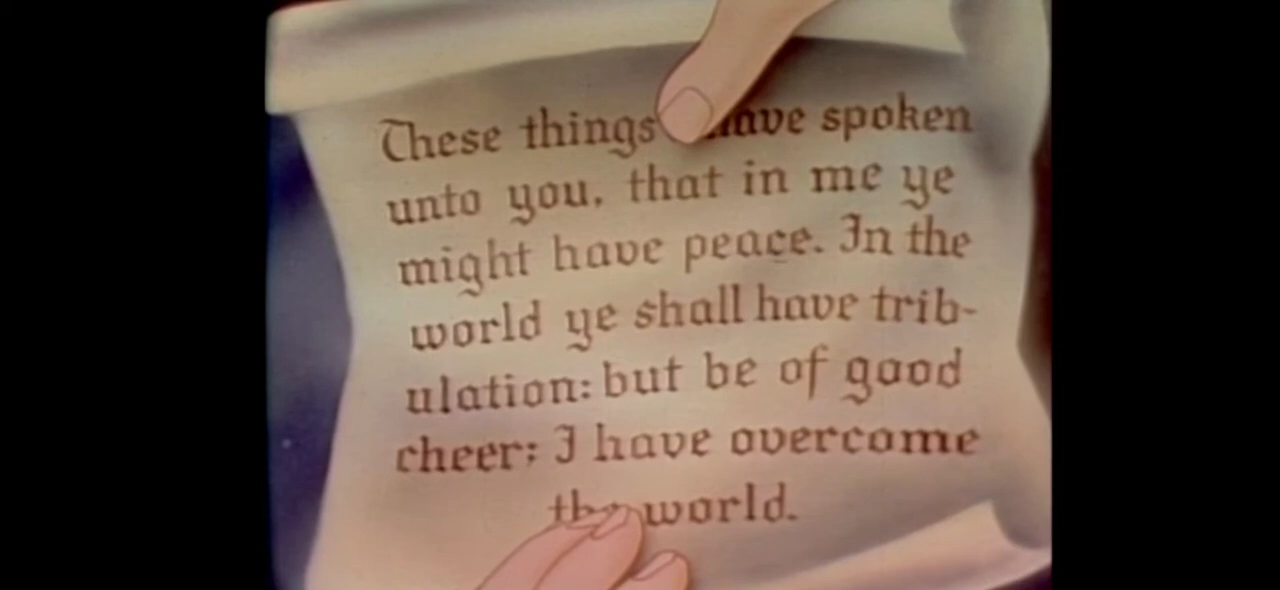 These things have spoken
unto you, that in me ye
might have peace. In the
world ye shall have trib-
ulation: but be of good
cheer; I have overcome
the world.